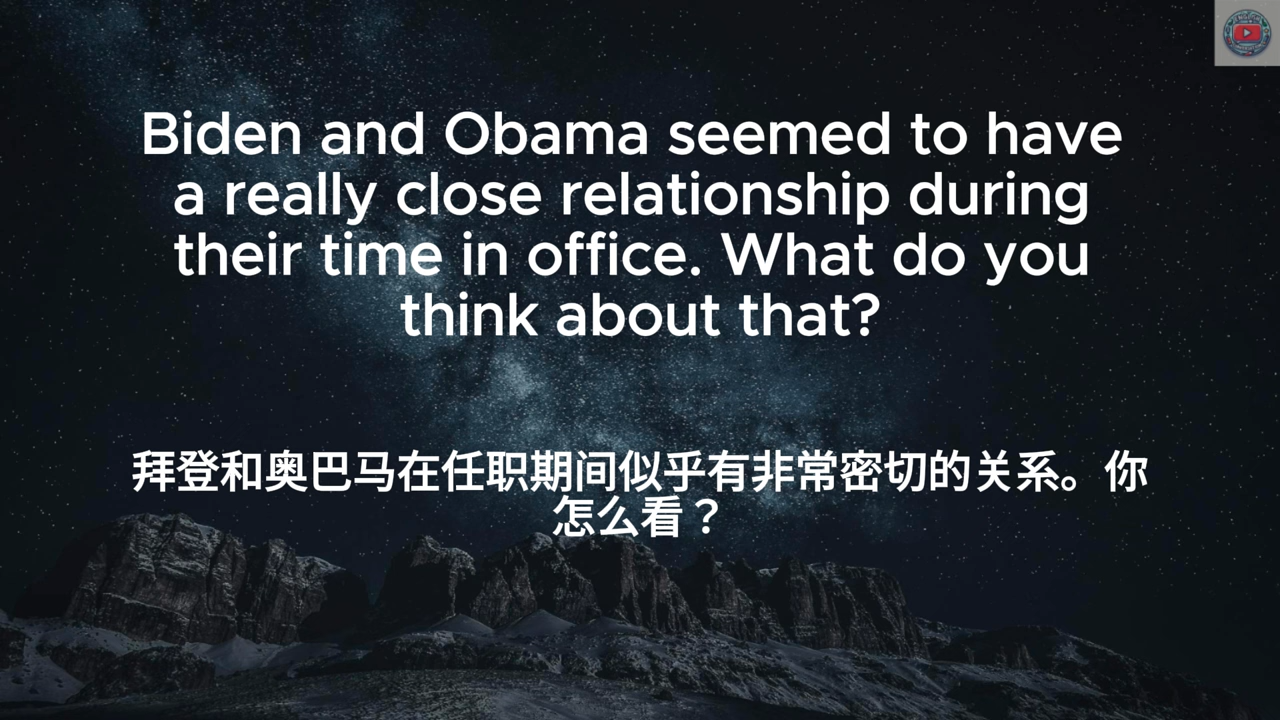 Biden and Obama seemed to have
a really close relationship during
their time in office. What do you
think about that?
拜登和奥巴马在任职期间似乎有非常密切的关系。你
怎么看？